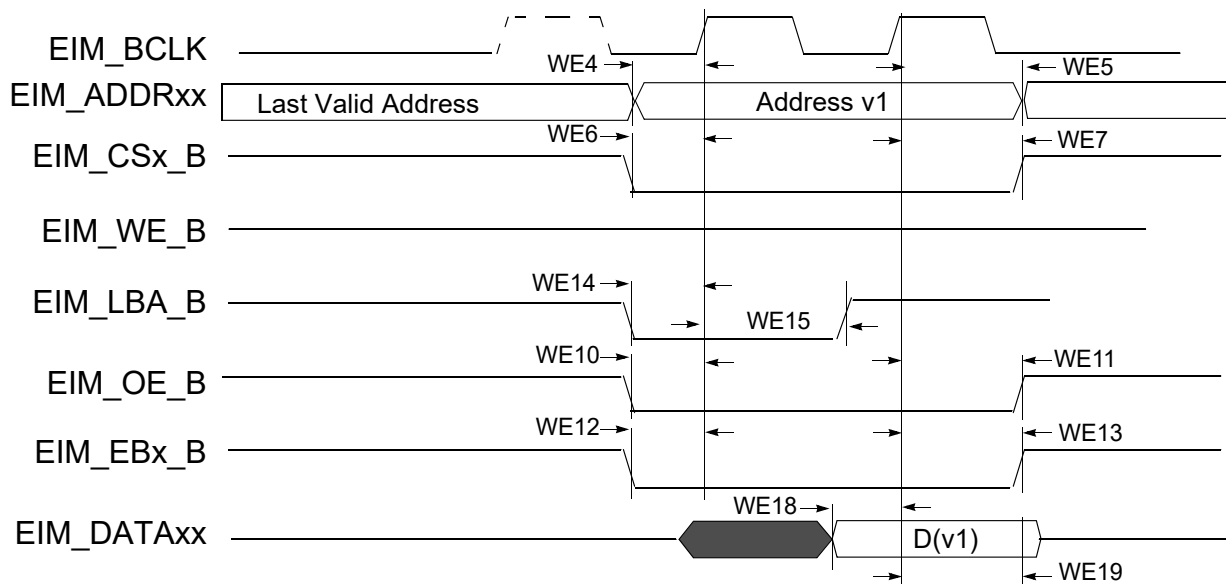 EIM_BCLK
WE4
WE5
EIM_ADDRxx
Last Valid Address
Address v1
WE6
WE7
EIM_CSx_B
EIM_WE_B
WE14
EIM_LBA_B
WE15
WE10
WE11
EIM_OE_B
WE12
WE13
EIM_EBx_B
WE18
EIM_DATAxx
D(v1)
WE19